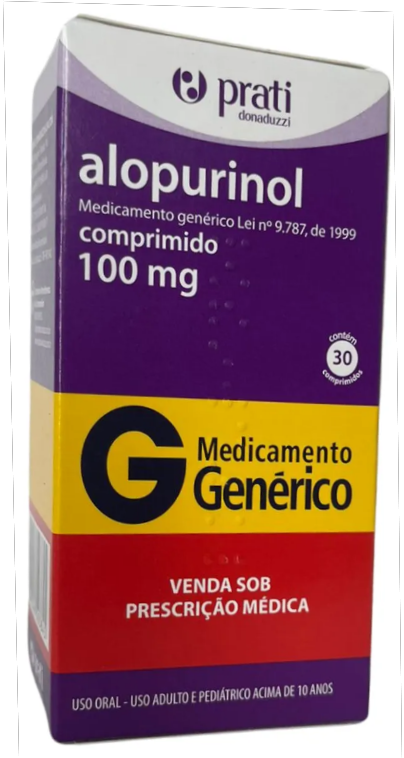 prati
donaduzzi
alopurinol
Medicamento genérico Lei nº 9.787, de 1999
comprimido
100 mg
contém
30
comprimidos
G Medicamento
Genérico
VENDA SOB
PRESCRIÇÃO MÉDICA
USO ORAL - USO ADULTO E PEDIÁTRICO ACIMA DE 10 ANOS